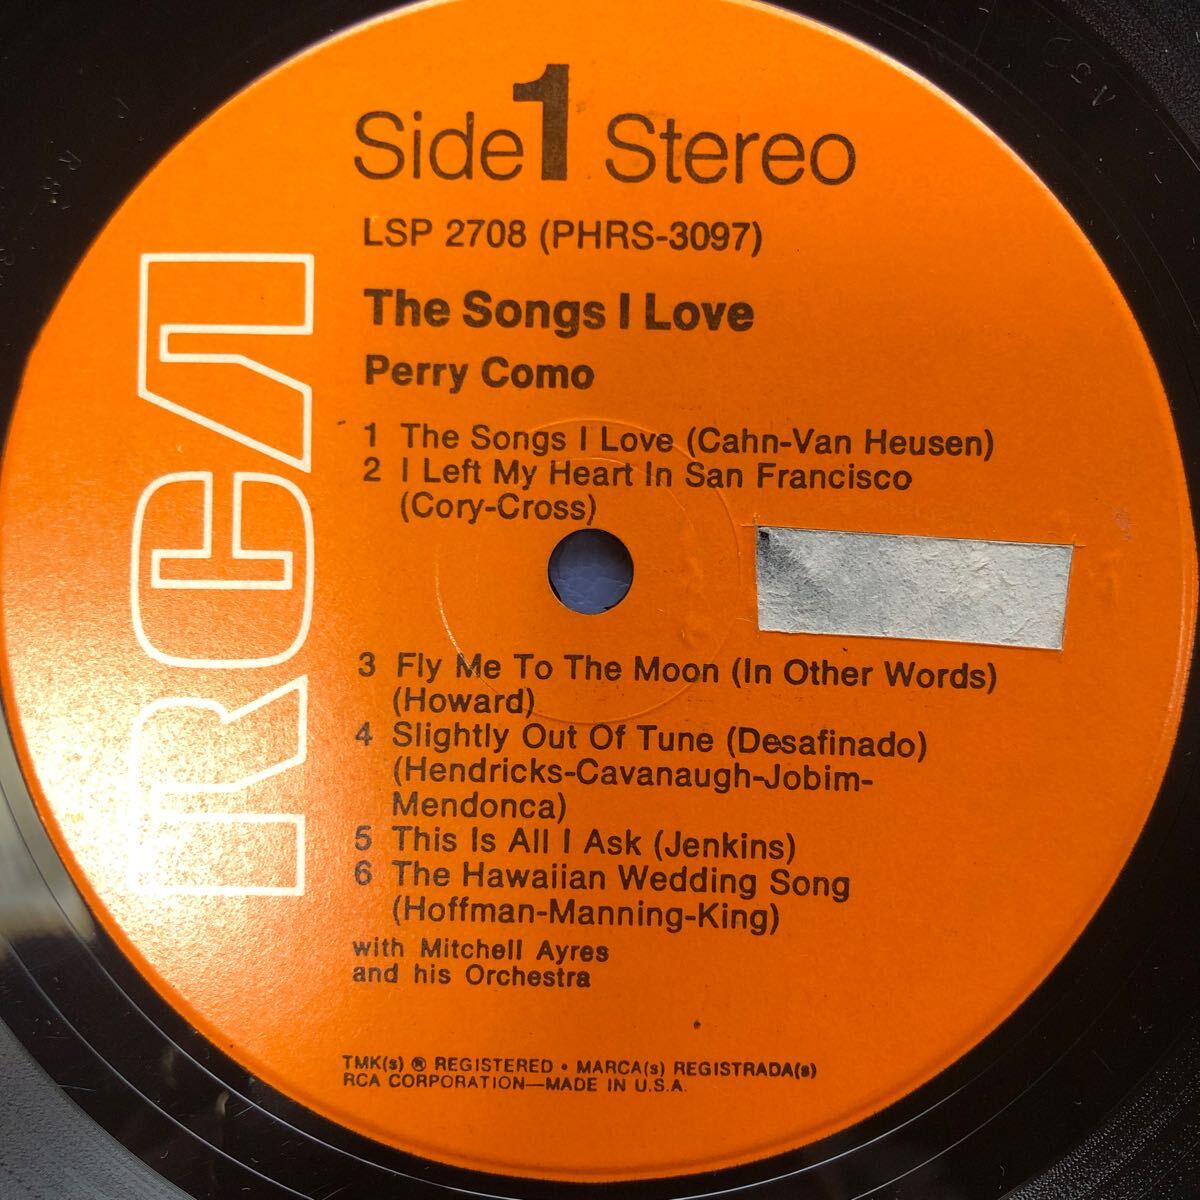 Side 1 Stereo
LSP 2708 (PHRS-3097)
The Songs I Love
Perry Como
1 The Songs I Love (Cahn-Van Heusen)
2 I Left My Heart In San Francisco
(Cory-Cross)
3 Fly Me To The Moon (In Other Words)
(Howard)
4 Slightly Out Of Tune (Desafinado)
(Hendricks-Cavanaugh-Jobim-
Mendonca)
5 This Is All I Ask (Jenkins)
6 The Hawaiian Wedding Song
(Hoffman-Manning-King)
with Mitchell Ayres
and his Orchestra
TMK(s) ® REGISTERED • MARCA(s) REGISTRADA(s)
RCA CORPORATION—MADE IN U.S.A.
RCA